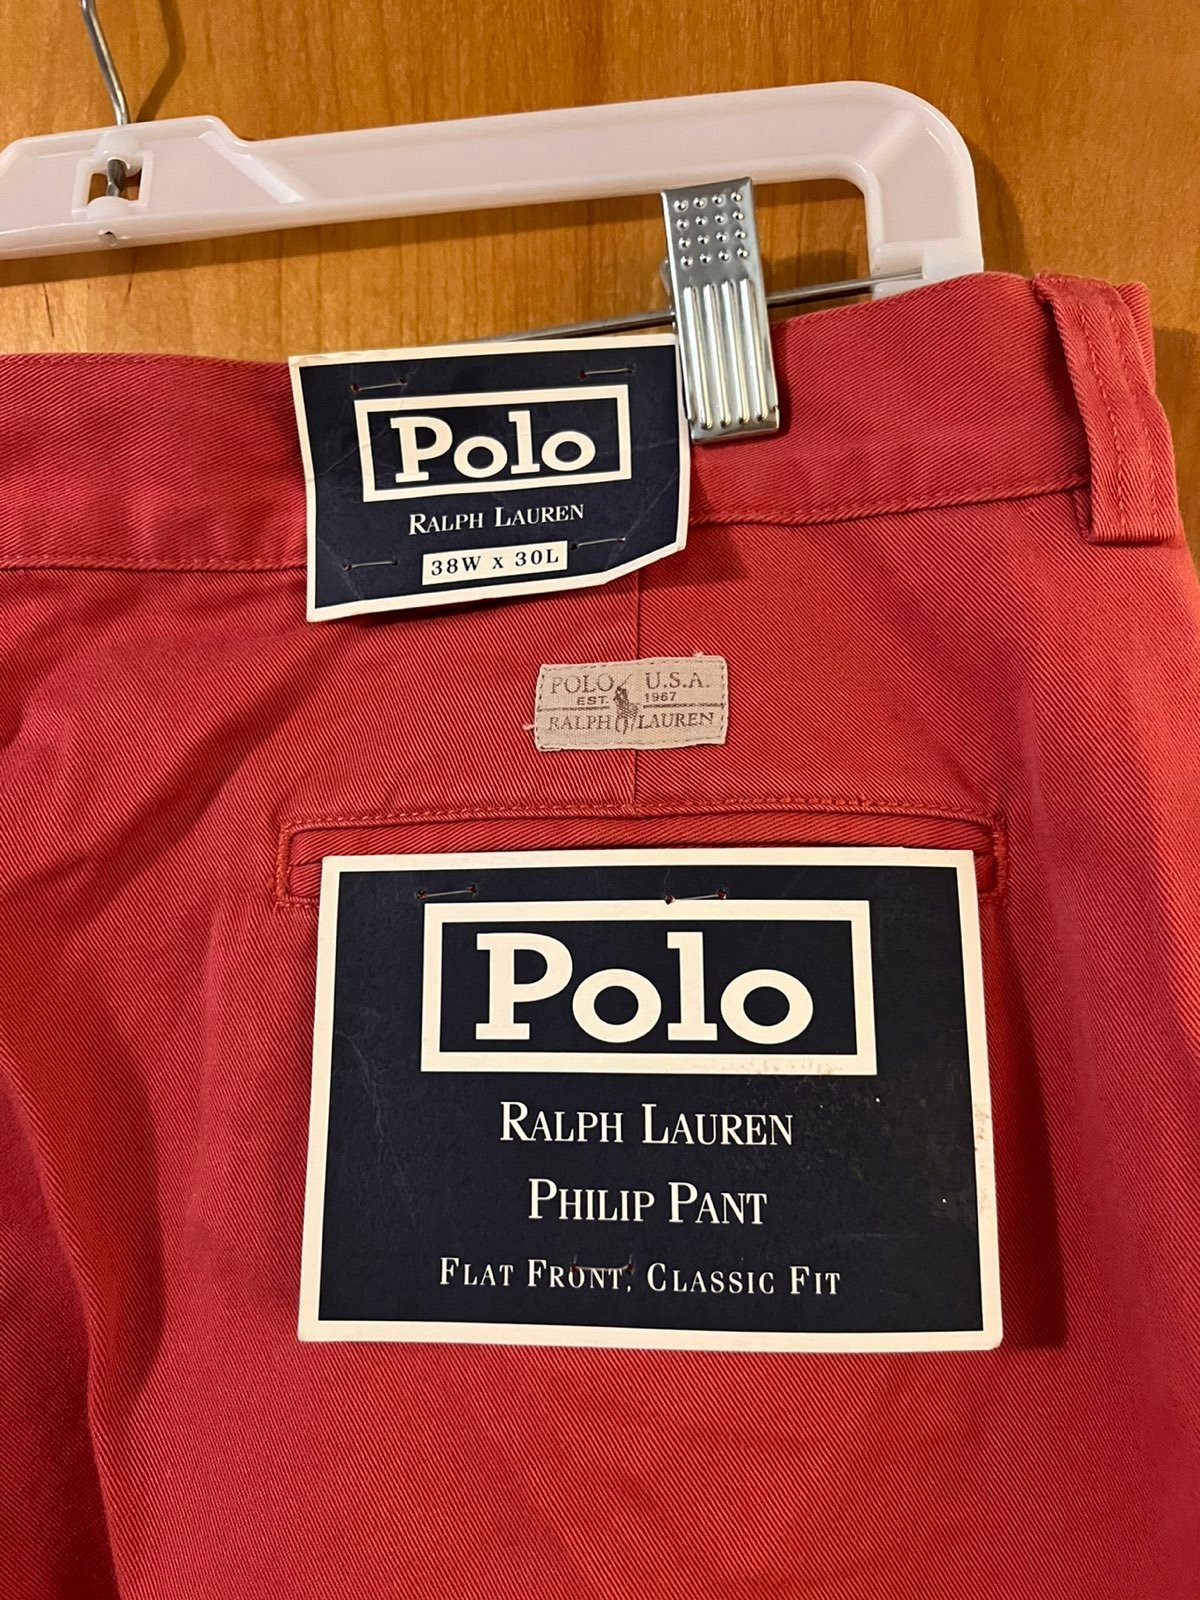 Polo
RALPH LAUREN
38W x 30L
POLO U.S.A.
EST. 1967
RALPH LAUREN
Polo
RALPH LAUREN
PHILIP PANT
FLAT FRONT, CLASSIC FIT